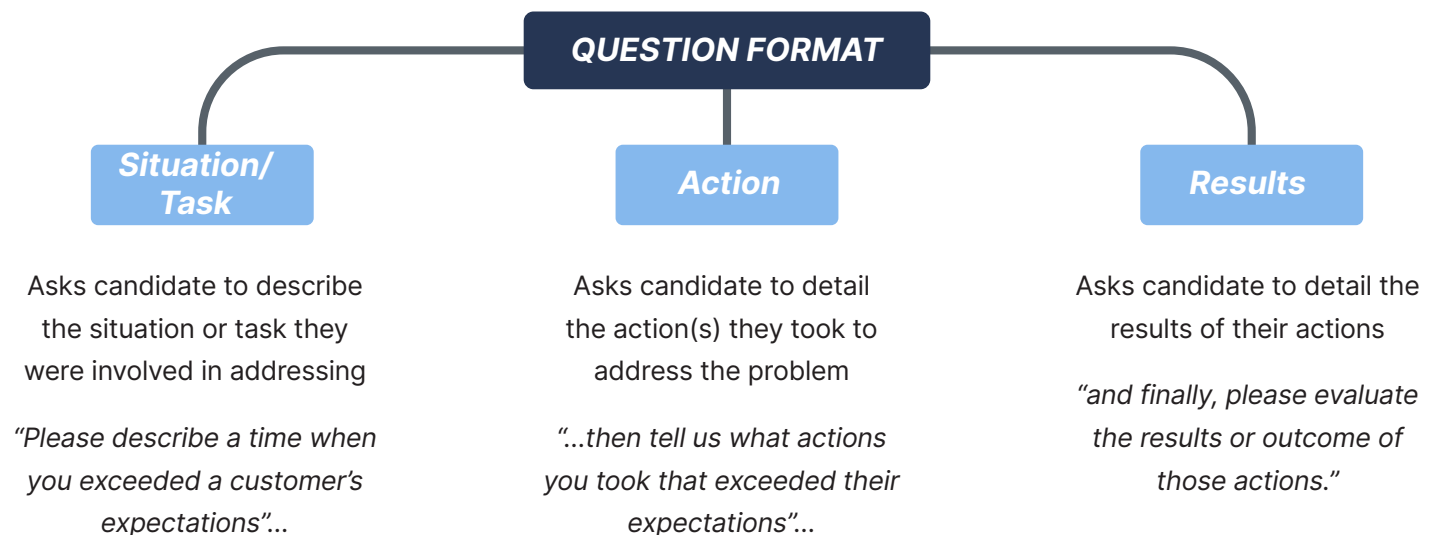 QUESTION FORMAT
Situation/
Task
Asks candidate to describe
the situation or task they
were involved in addressing
“Please describe a time when
you exceeded a customer’s
expectations”...
Action
Asks candidate to detail
the action(s) they took to
address the problem
“...then tell us what actions
you took that exceeded their
expectations”...
Results
Asks candidate to detail the
results of their actions
“and finally, please evaluate
the results or outcome of
those actions.”